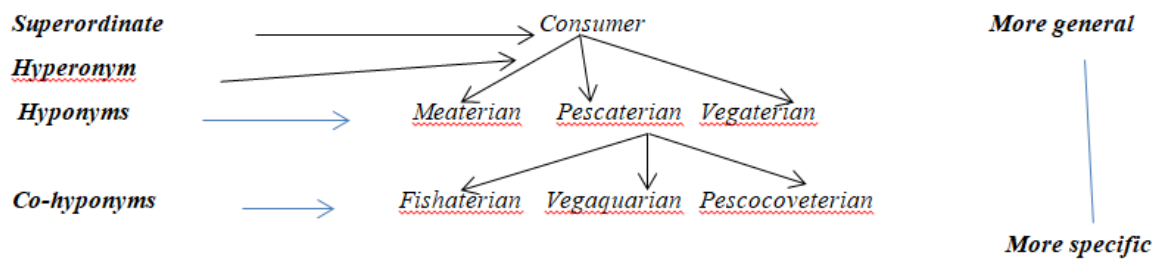 Superordinate Consumer More general
Hyperonym
Hyponyms Meaterian Pescaterian Vegaterian
Co-hyponyms Fishaterian Vegaquarian Pescocoveterian
More specific